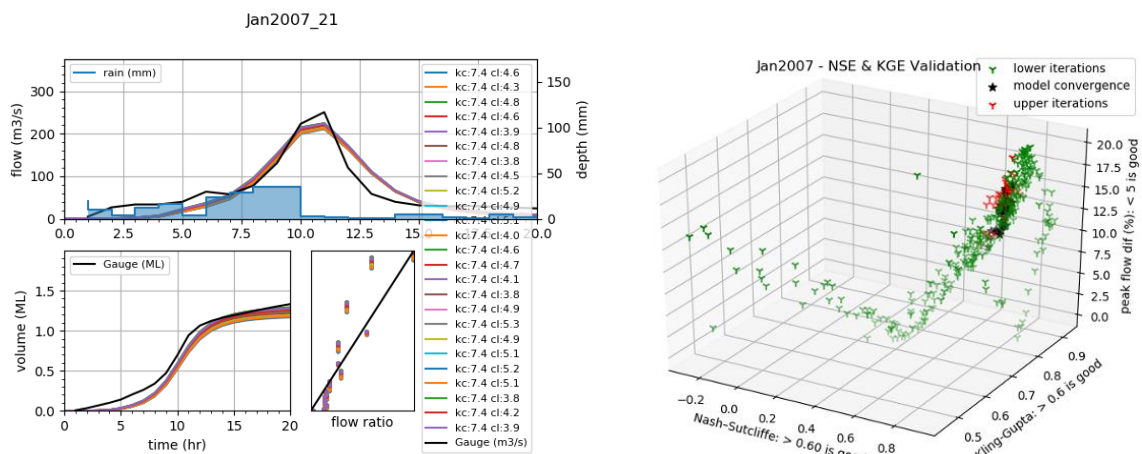 Jan2007_21
rain (mm)
flow (m3/s)
300
200
100
0
0.0
2.5
5.0
7.5
10.0
12.5
15.0
20.0
150
100
50
0
depth (mm)
kc:7.4 cl:4.6
kc:7.4 cl:4.3
kc:7.4 cl:4.8
kc:7.4 cl:4.6
kc:7.4 cl:3.9
kc:7.4 cl:4.8
kc:7.4 cl:3.8
kc:7.4 cl:4.5
kc:7.4 cl:5.2
kc:7.4 cl:4.9
kc:7.4 cl:5.1
kc:7.4 cl:4.0
kc:7.4 cl:4.6
kc:7.4 cl:4.7
kc:7.4 cl:4.1
kc:7.4 cl:3.8
kc:7.4 cl:4.9
kc:7.4 cl:5.3
kc:7.4 cl:4.9
kc:7.4 cl:5.1
kc:7.4 cl:5.2
kc:7.4 cl:5.1
kc:7.4 cl:3.8
kc:7.4 cl:4.2
kc:7.4 cl:3.9
Gauge (m3/s)
Gauge (ML)
volume (ML)
1.5
1.0
0.5
0.0
0
5
10
15
20
time (hr)
flow ratio
Jan2007 - NSE & KGE Validation
lower iterations
model convergence
upper iterations
20.0
17.5
15.0
12.5
10.0
7.5
5.0
2.5
0.0
peak flow dif (%): < 5 is good
0.9
0.8
0.7
0.6
0.5
Kling-Gupta: > 0.6 is good
−0.2
0.0
0.2
0.4
0.6
0.8
Nash–Sutcliffe: > 0.60 is